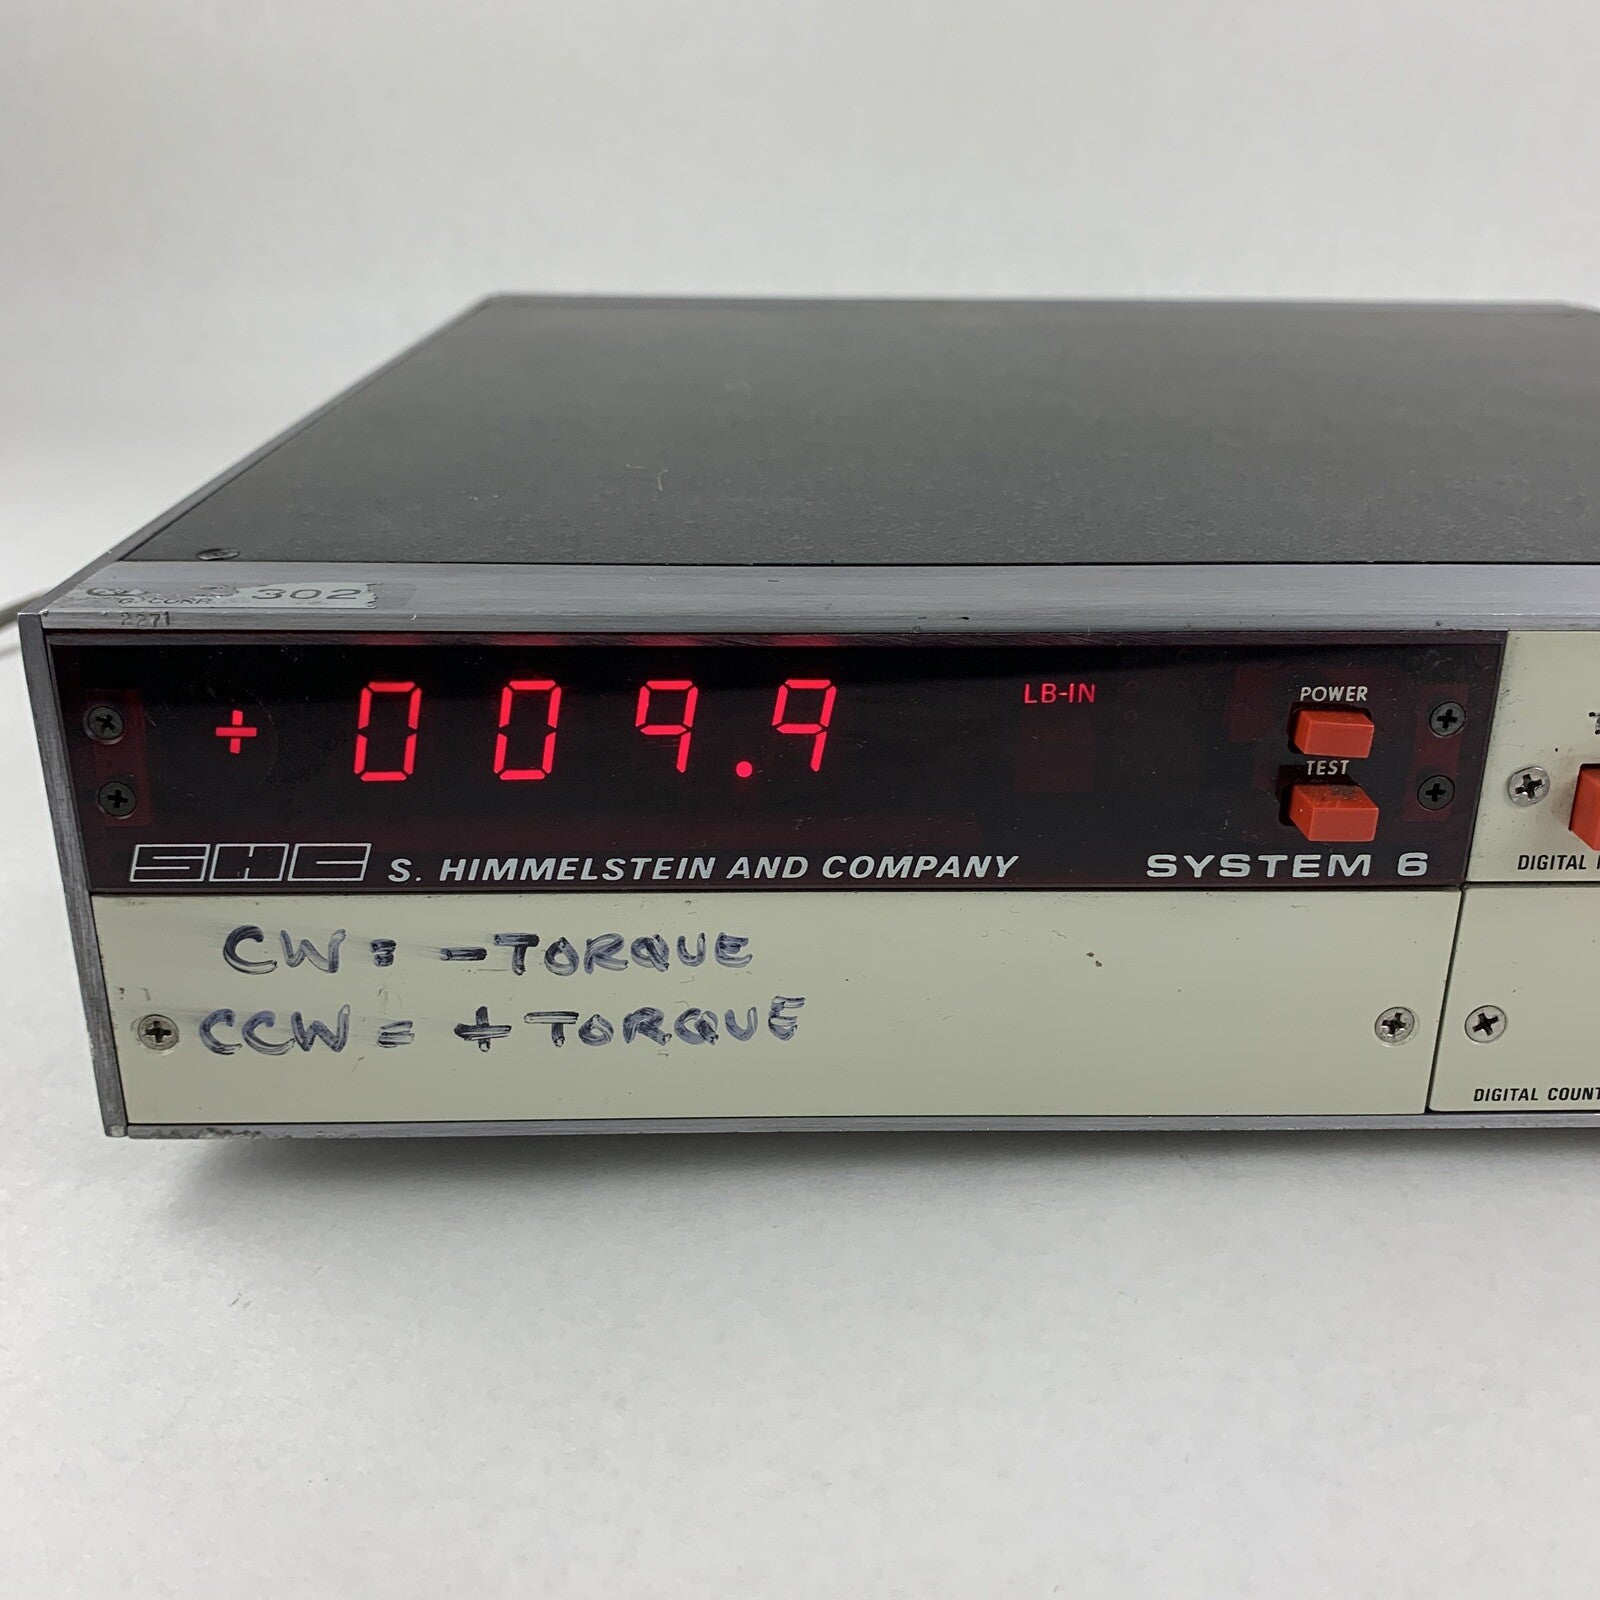 302
2271
+ 009.9 LB-IN
POWER
TEST
SHC S. HIMMELSTEIN AND COMPANY SYSTEM 6
DIGITAL
CW = -TORQUE
CCW = +TORQUE
DIGITAL